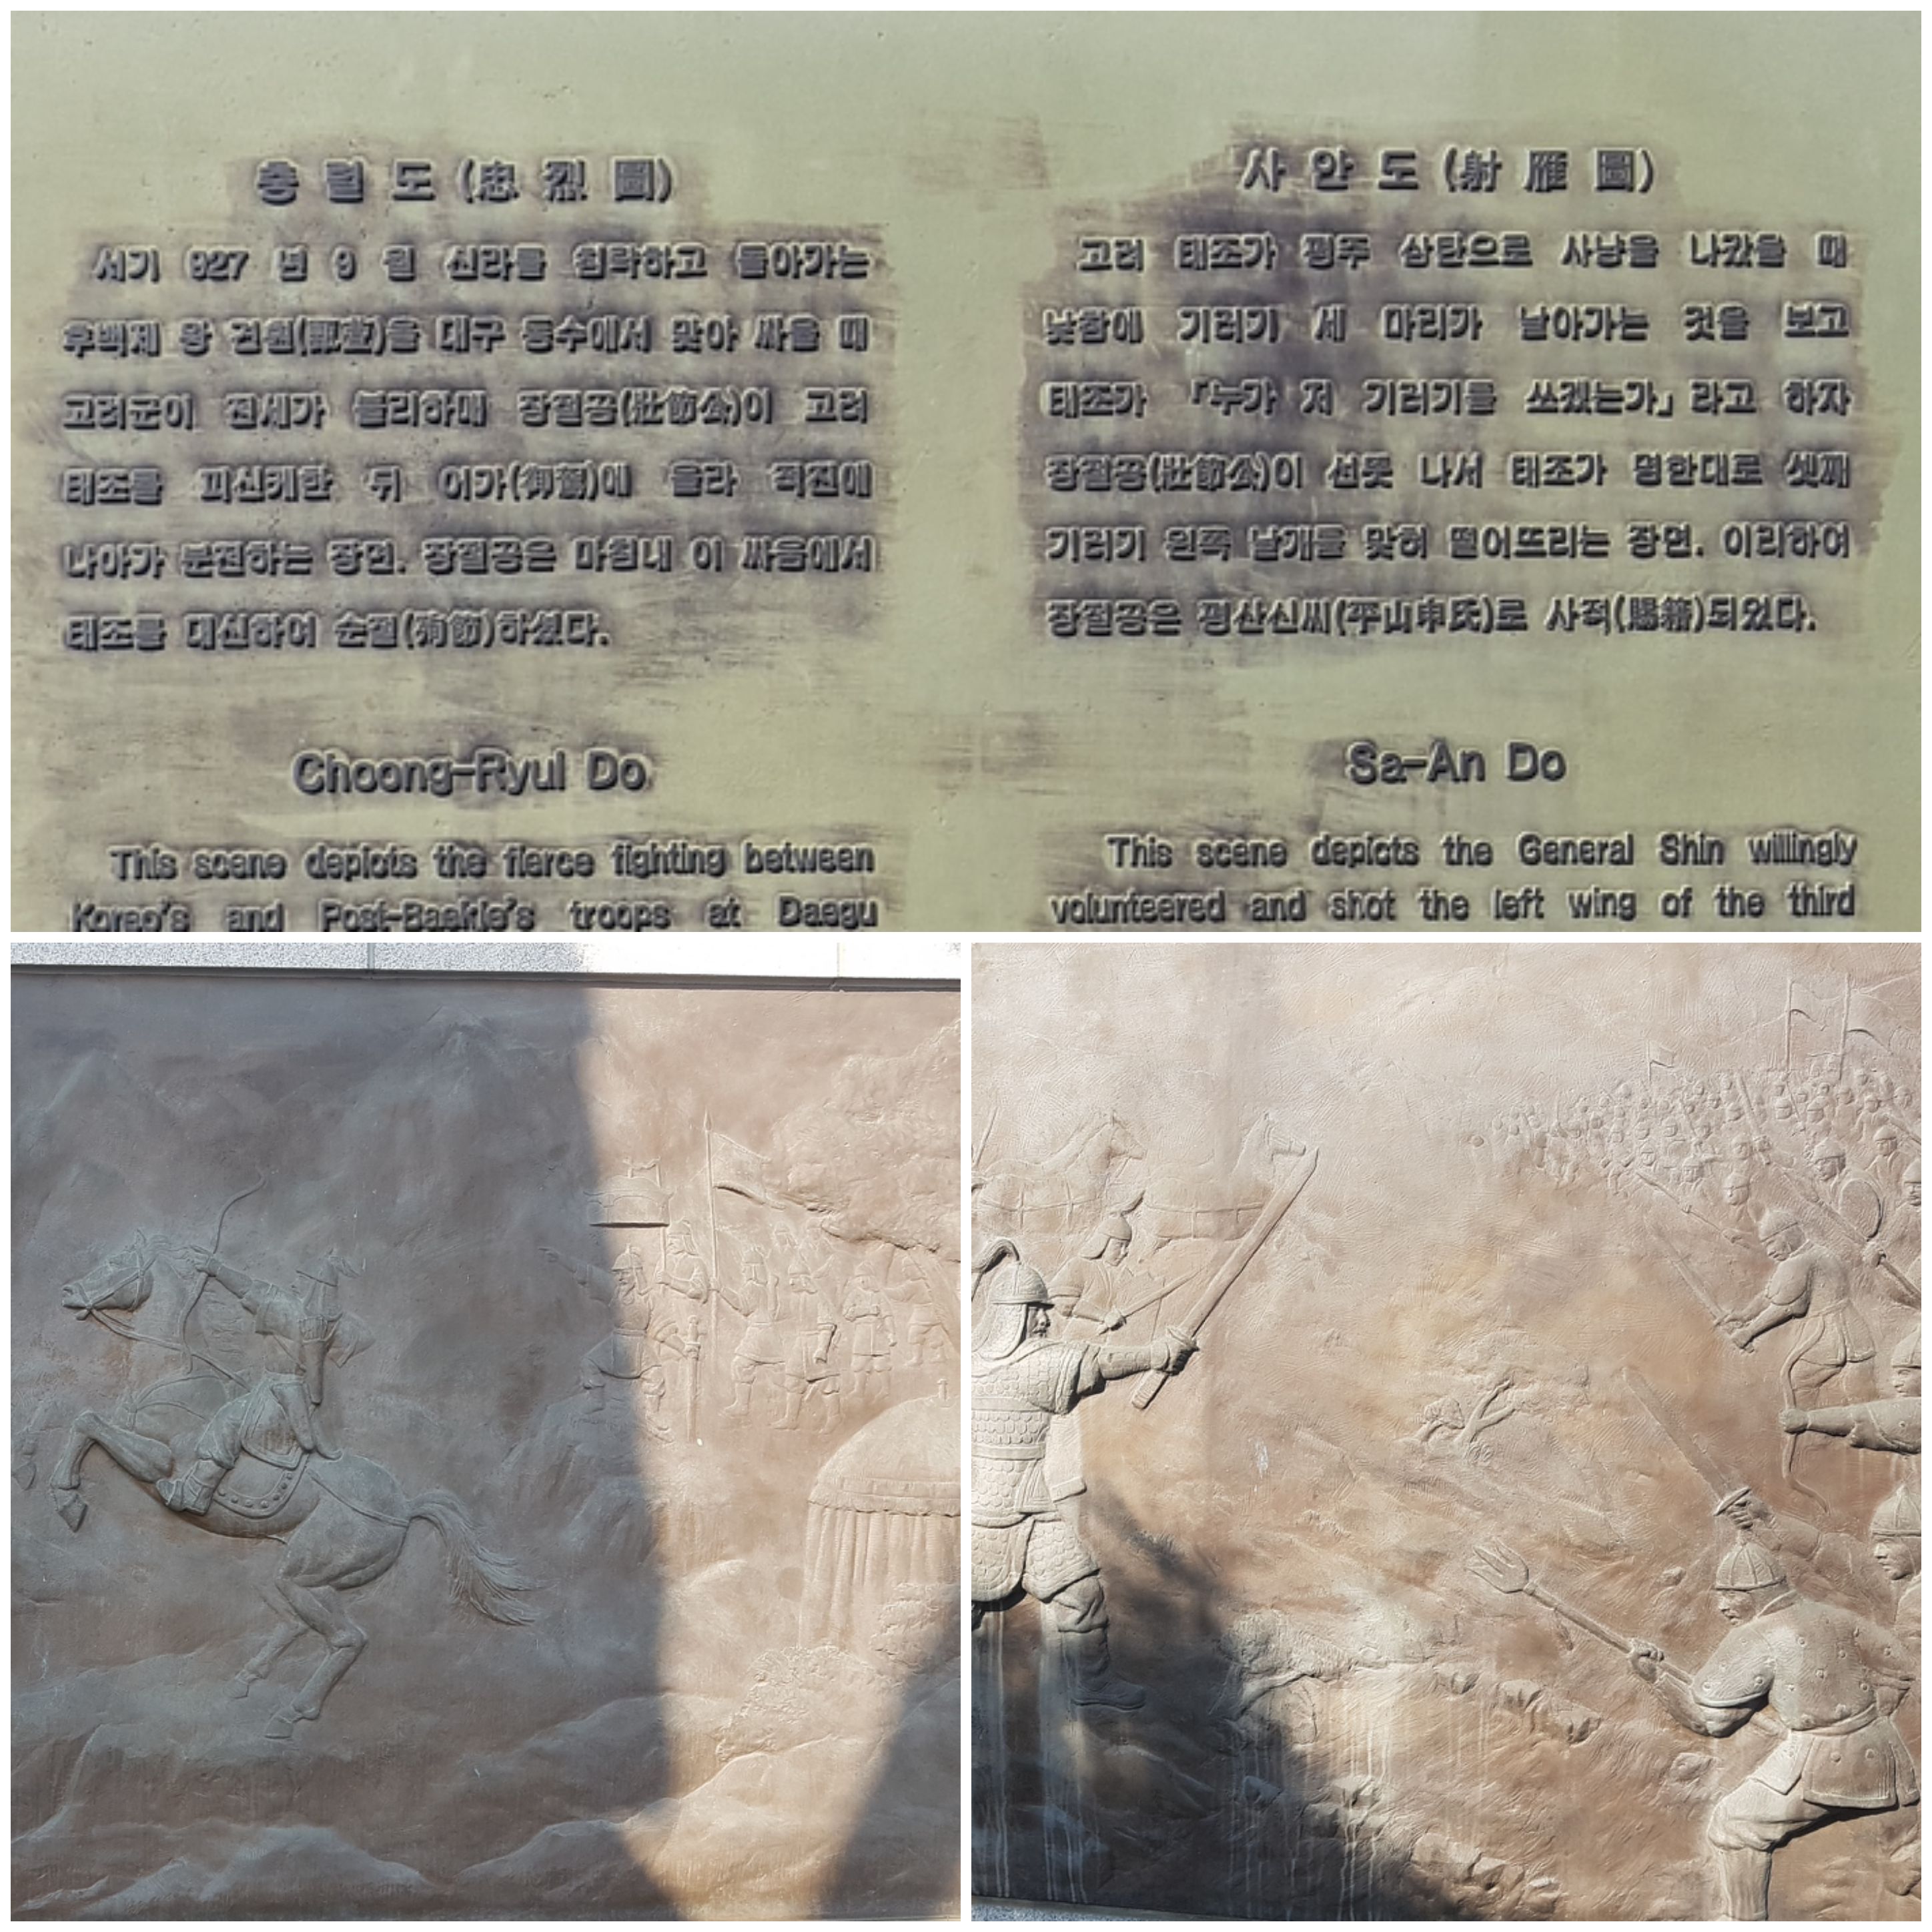 충렬도(忠烈圖)
서기 927 년 9 월 신라를 침략하고 돌아가는
후백제 왕 견훤(甄萱)을 대구 동수에서 맞아 싸울 때
고려군이 전세가 불리하매 장절공(壯節公)이 고려
태조를 피신케한 뒤 어가(御駕)에 올라 적진에
나아가 분전하는 장면. 장절공은 마침내 이 싸움에서
태조를 대신하여 순절(殉節)하셨다.
Choong-Ryul Do
This scene depicts the fierce fighting between
Koreo's and Post-Baekje's troops at Daegu
사안도(射雁圖)
고려 태조가 평주 삼탄으로 사냥을 나갔을 때
낮참에 기러기 세 마리가 날아가는 것을 보고
태조가 「누가 저 기러기를 쏘겠는가」라고 하자
장절공(壯節公)이 선뜻 나서 태조가 명한대로 셋째
기러기 왼쪽 날개를 맞혀 떨어뜨리는 장면. 이리하여
장절공은 평산신씨(平山申氏)로 사적(賜籍)되었다.
Sa-An Do
This scene depicts the General Shin willingly
volunteered and shot the left wing of the third